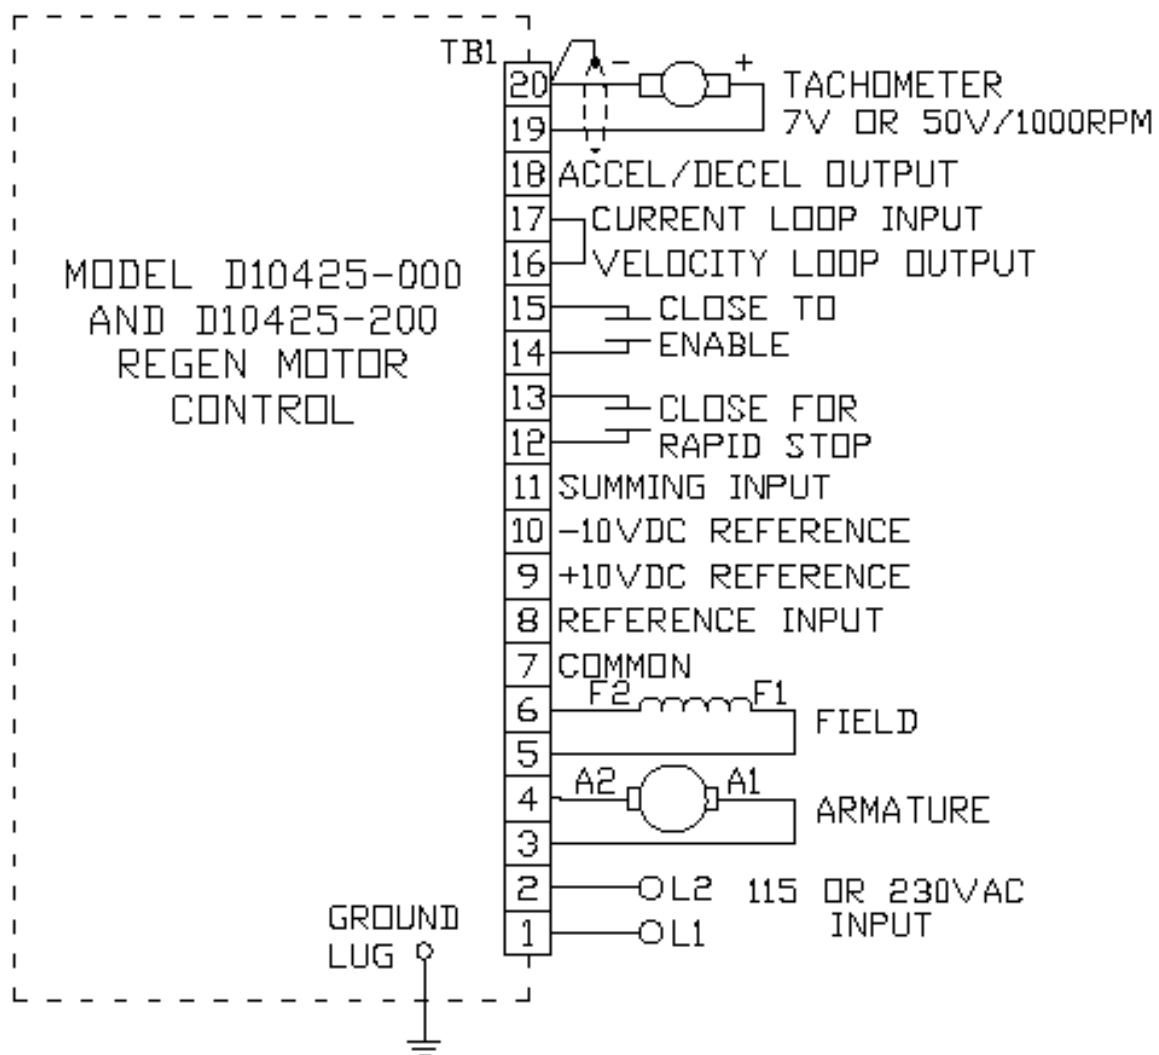 TB1
20 - + TACHOMETER
19 7V OR 50V/1000RPM
18 ACCEL/DECEL OUTPUT
17 CURRENT LOOP INPUT
16 VELOCITY LOOP OUTPUT
15 CLOSE TO
14 ENABLE
13 CLOSE FOR
12 RAPID STOP
11 SUMMING INPUT
10 -10VDC REFERENCE
9 +10VDC REFERENCE
8 REFERENCE INPUT
7 COMMON
6 F2 F1 FIELD
5
4 A2 A1 ARMATURE
3
2 L2 115 OR 230VAC
1 L1 INPUT
MODEL D10425-000
AND D10425-200
REGEN MOTOR
CONTROL
GROUND
LUG